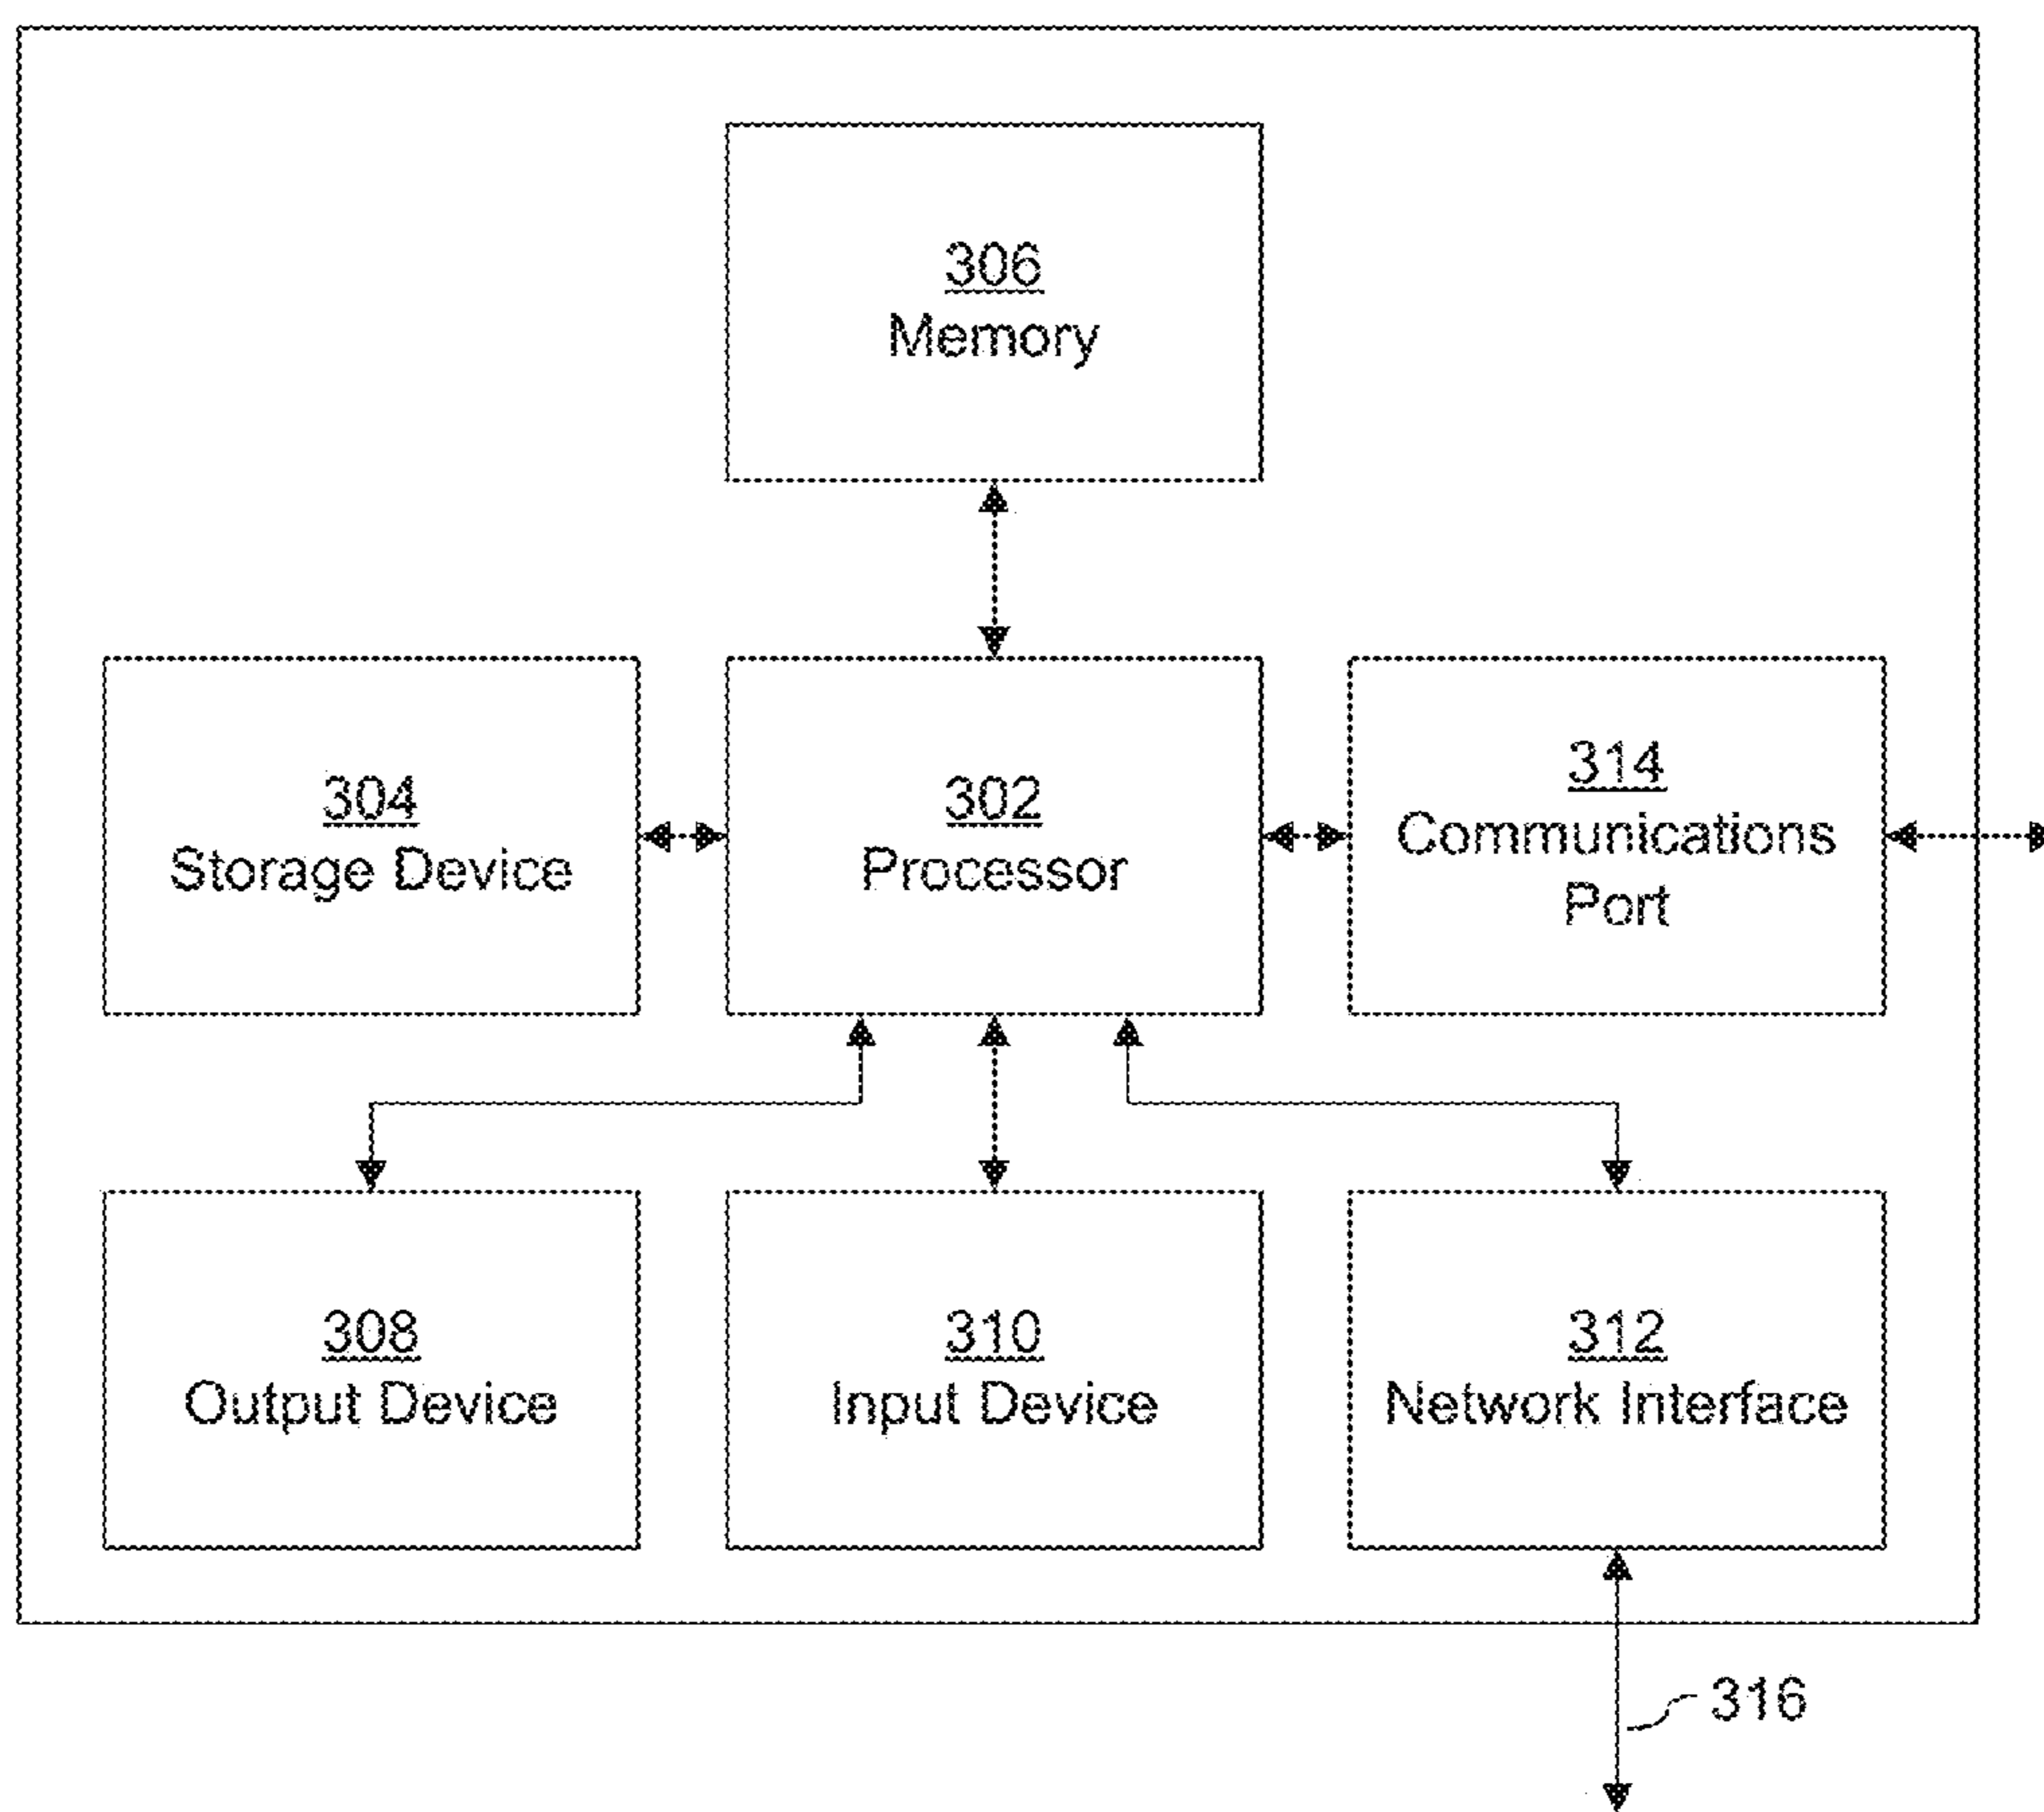 306
Memory
304
Storage Device
302
Processor
314
Communications
Port
308
Output Device
310
Input Device
312
Network Interface
316